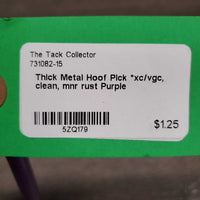 The Tack Collector
731082-15
Thick Metal Hoof Pick *xc/vgc,
clean, mnr rust Purple
5ZQ179
$1.25